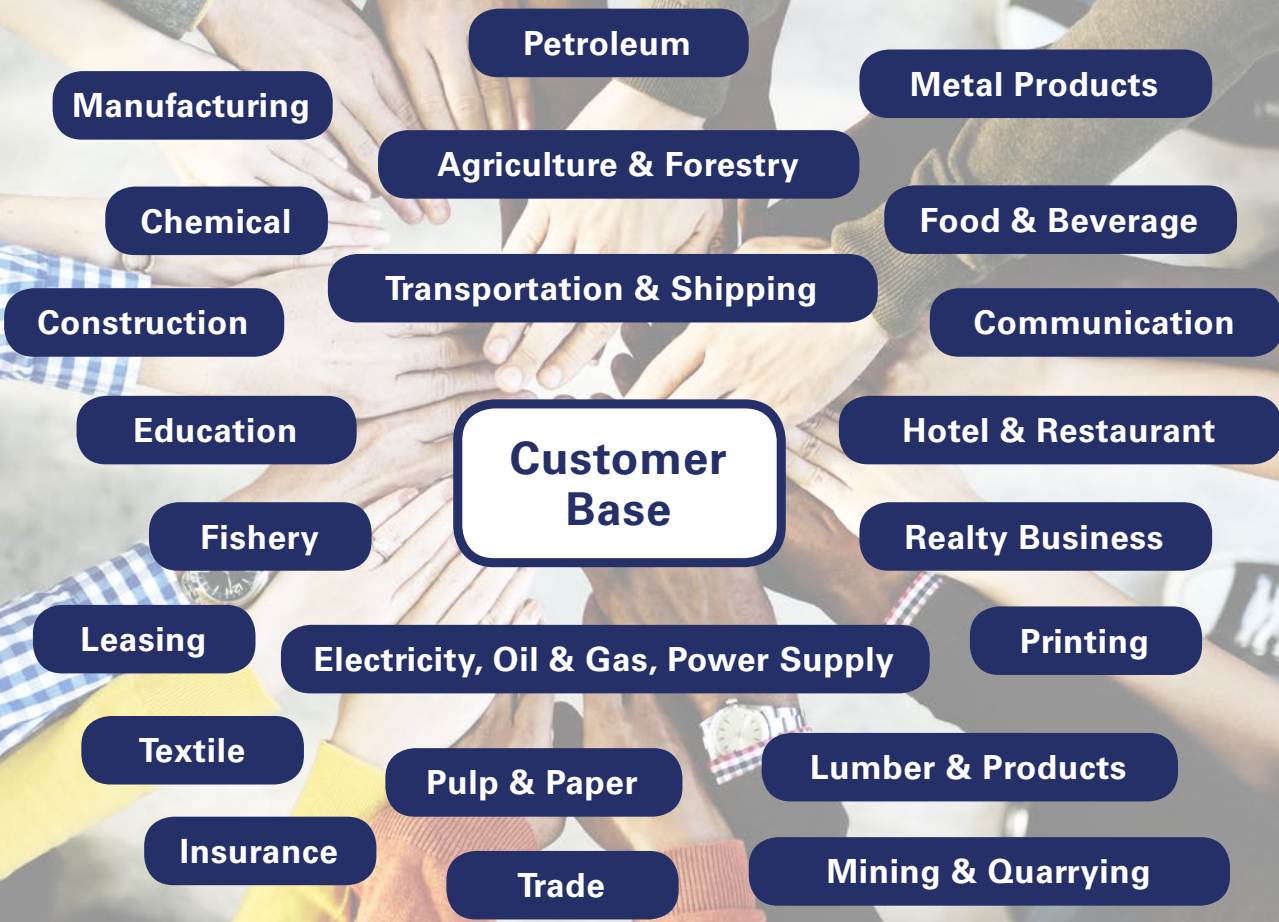 Petroleum
Metal Products
Manufacturing
Agriculture & Forestry
Chemical
Food & Beverage
Transportation & Shipping
Construction
Communication
Education
Hotel & Restaurant
Customer
Base
Fishery
Realty Business
Leasing
Electricity, Oil & Gas, Power Supply
Printing
Textile
Pulp & Paper
Lumber & Products
Insurance
Trade
Mining & Quarrying